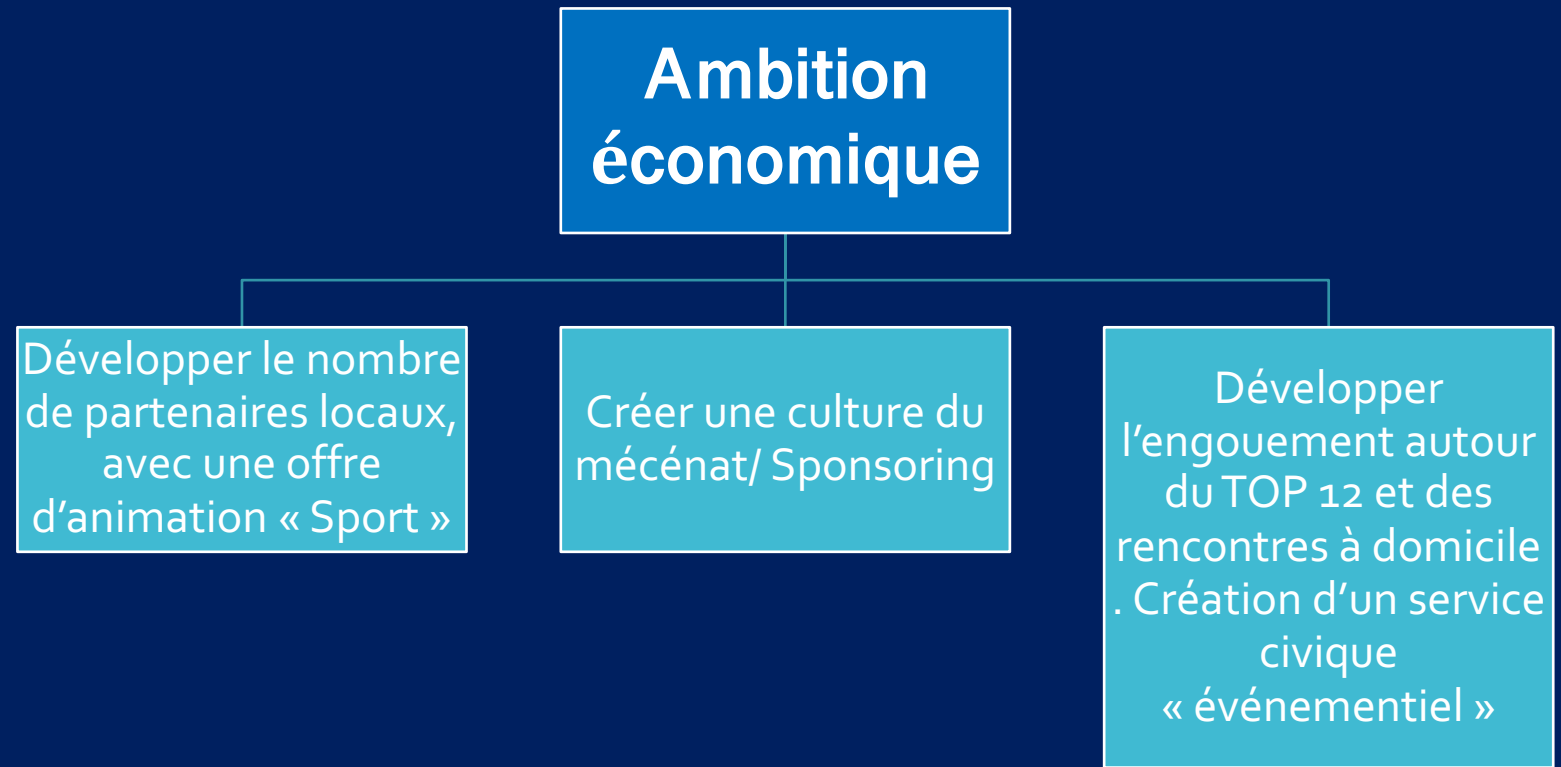 Ambition
économique
Développer le nombre
de partenaires locaux,
avec une offre
d’animation « Sport »
Créer une culture du
mécénat/ Sponsoring
Développer
l’engouement autour
du TOP 12 et des
rencontres à domicile
. Création d’un service
civique
« événementiel »